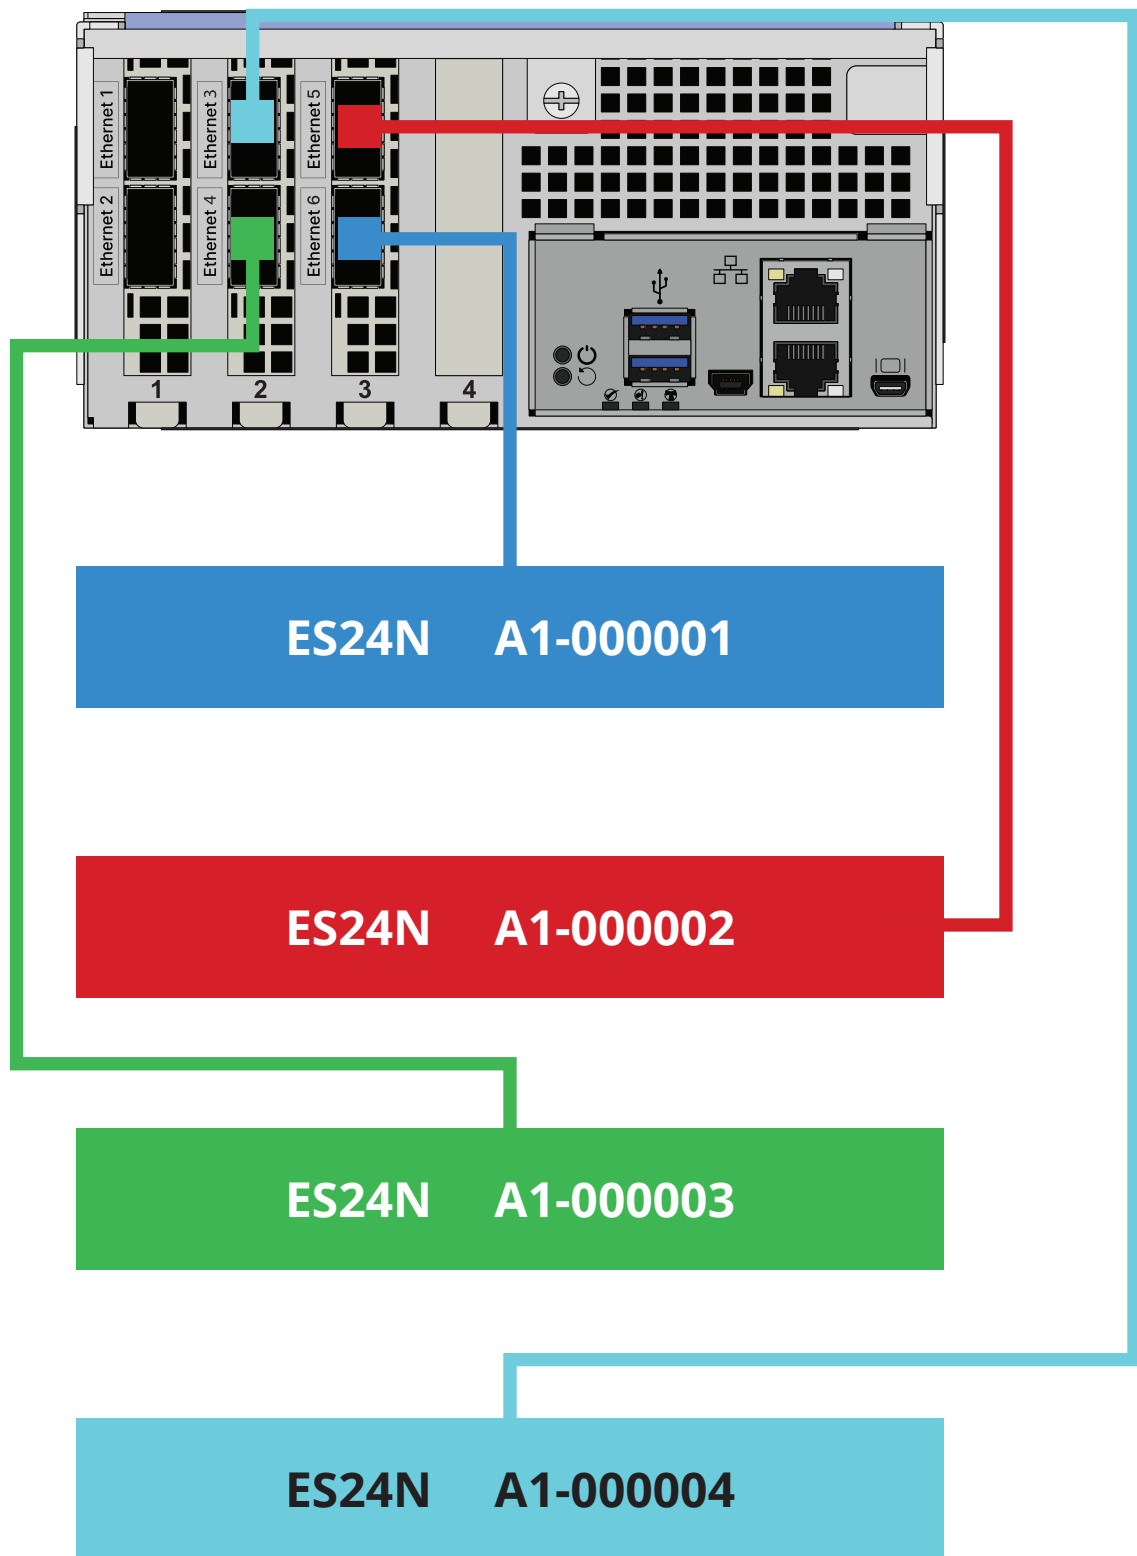 Ethernet 1
Ethernet 3
Ethernet 5
Ethernet 2
Ethernet 4
Ethernet 6
1 2 3 4
ES24N A1-000001
ES24N A1-000002
ES24N A1-000003
ES24N A1-000004